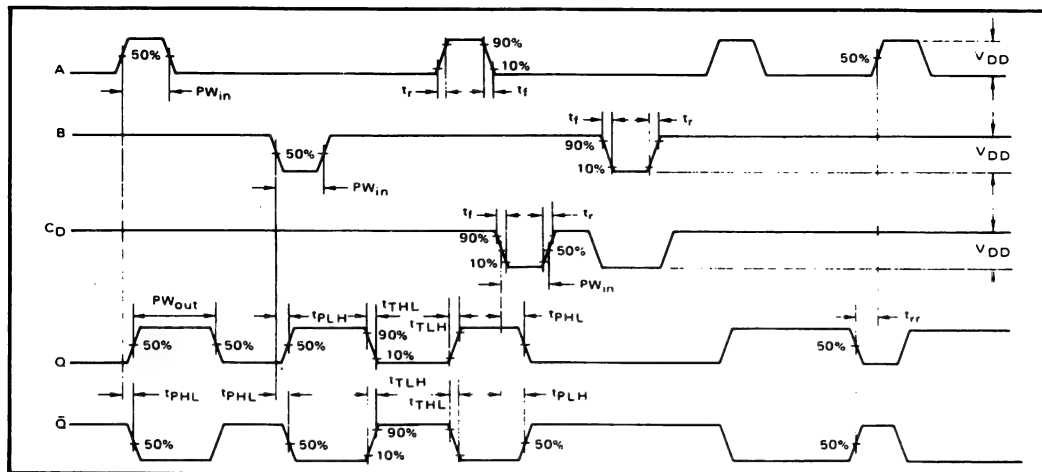 90%
50%
50%
VDD
A
10%
PWin
tr
tf
tf
tr
B
50%
90%
VDD
10%
PWin
tf
tr
CD
90%
50%
VDD
10%
PWin
PWout
tPLH
tTHL
tTLH
tPHL
trr
50%
50%
50%
90%
50%
Q
10%
tPHL
tPHL
tTLH
tTHL
tPLH
Q̄
50%
50%
90%
50%
50%
10%